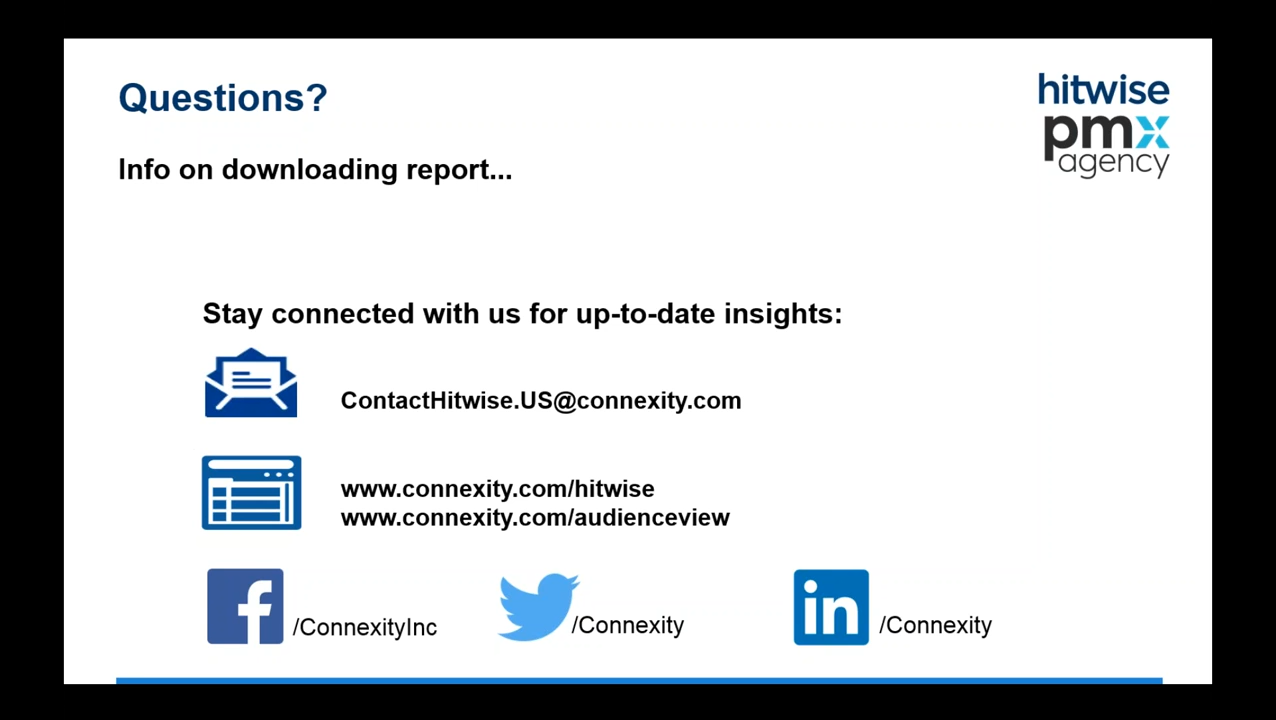 Questions?
hitwise
pmx
agency
Info on downloading report...
Stay connected with us for up-to-date insights:
ContactHitwise.US@connexity.com
www.connexity.com/hitwise
www.connexity.com/audienceview
f /ConnexityInc
/Connexity
in /Connexity